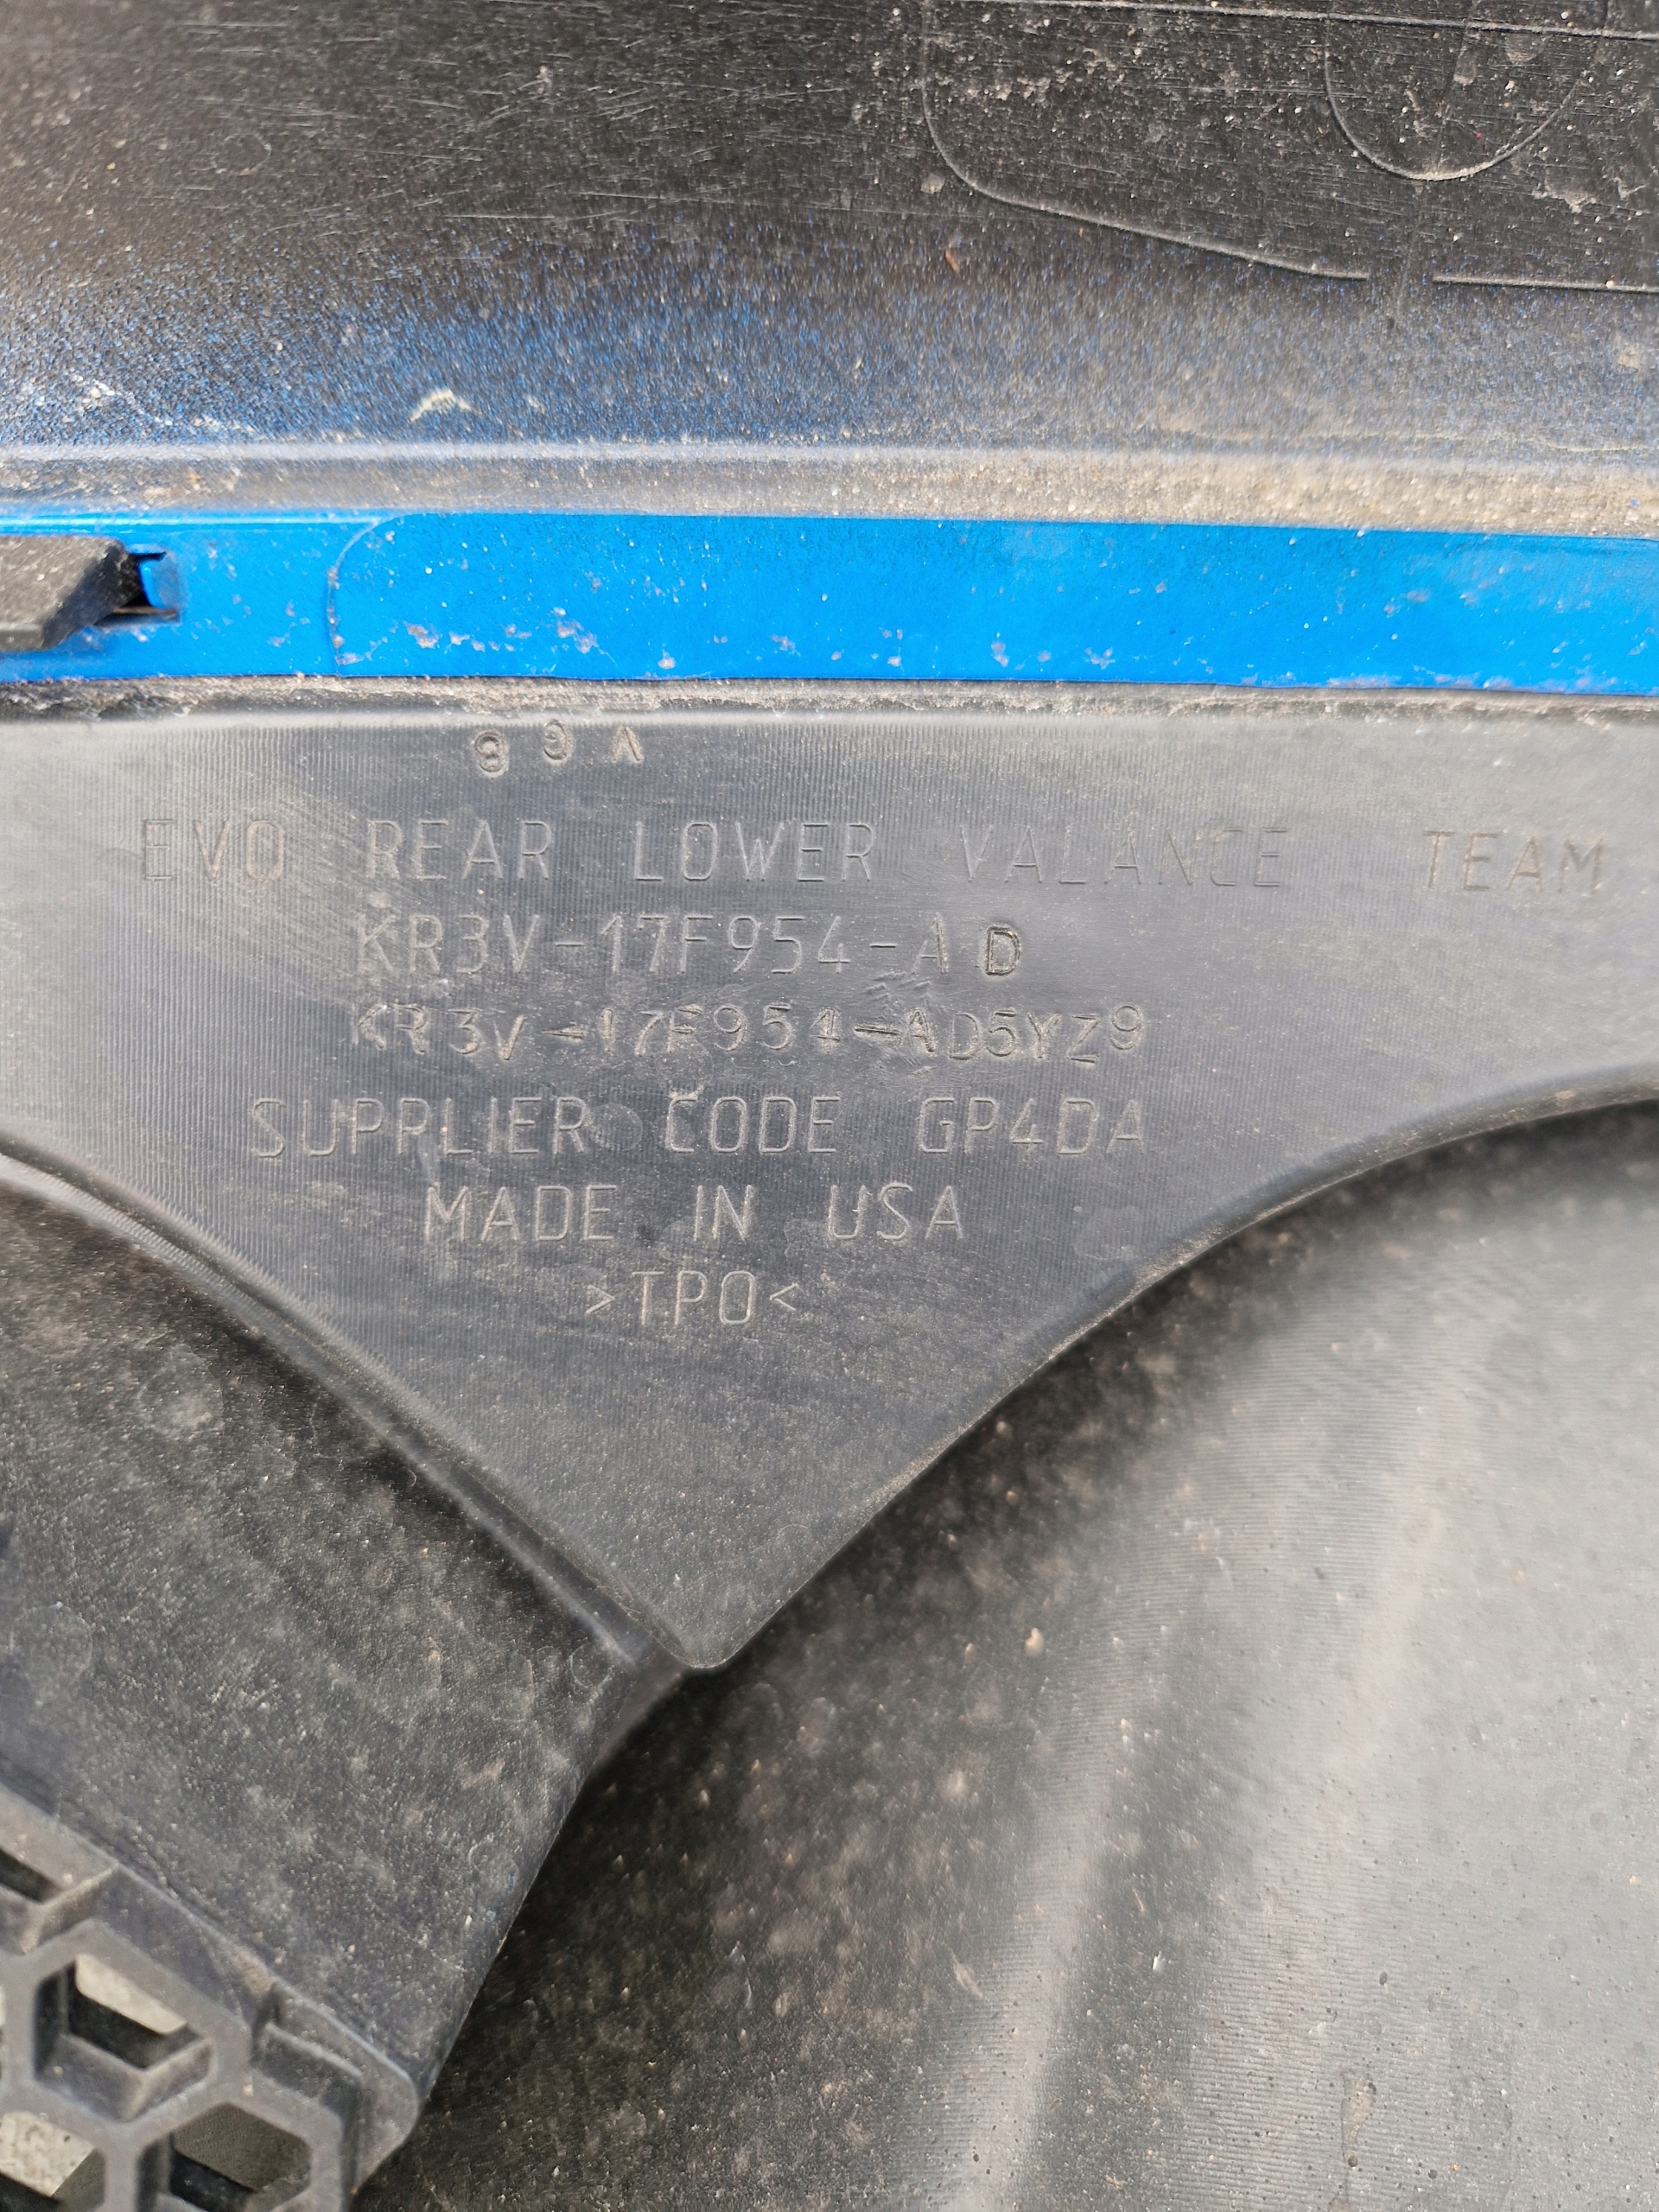 EVO REAR LOWER VALANCE TEAM
KR3V-17F954-AD
KR3V-17F954-AD5YZ9
SUPPLIER CODE GP4DA
MADE IN USA
>TPO<